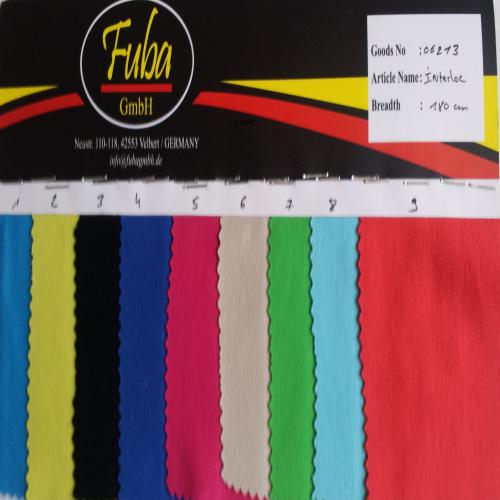 Fuba
GmbH
Neustr. 110-118, 42553 Velbert / GERMANY
info@fubagmbh.de
Goods No : 06213
Article Name : İnterloc
Breadth : 180 cm
1 2 3 4 5 6 7 8 9